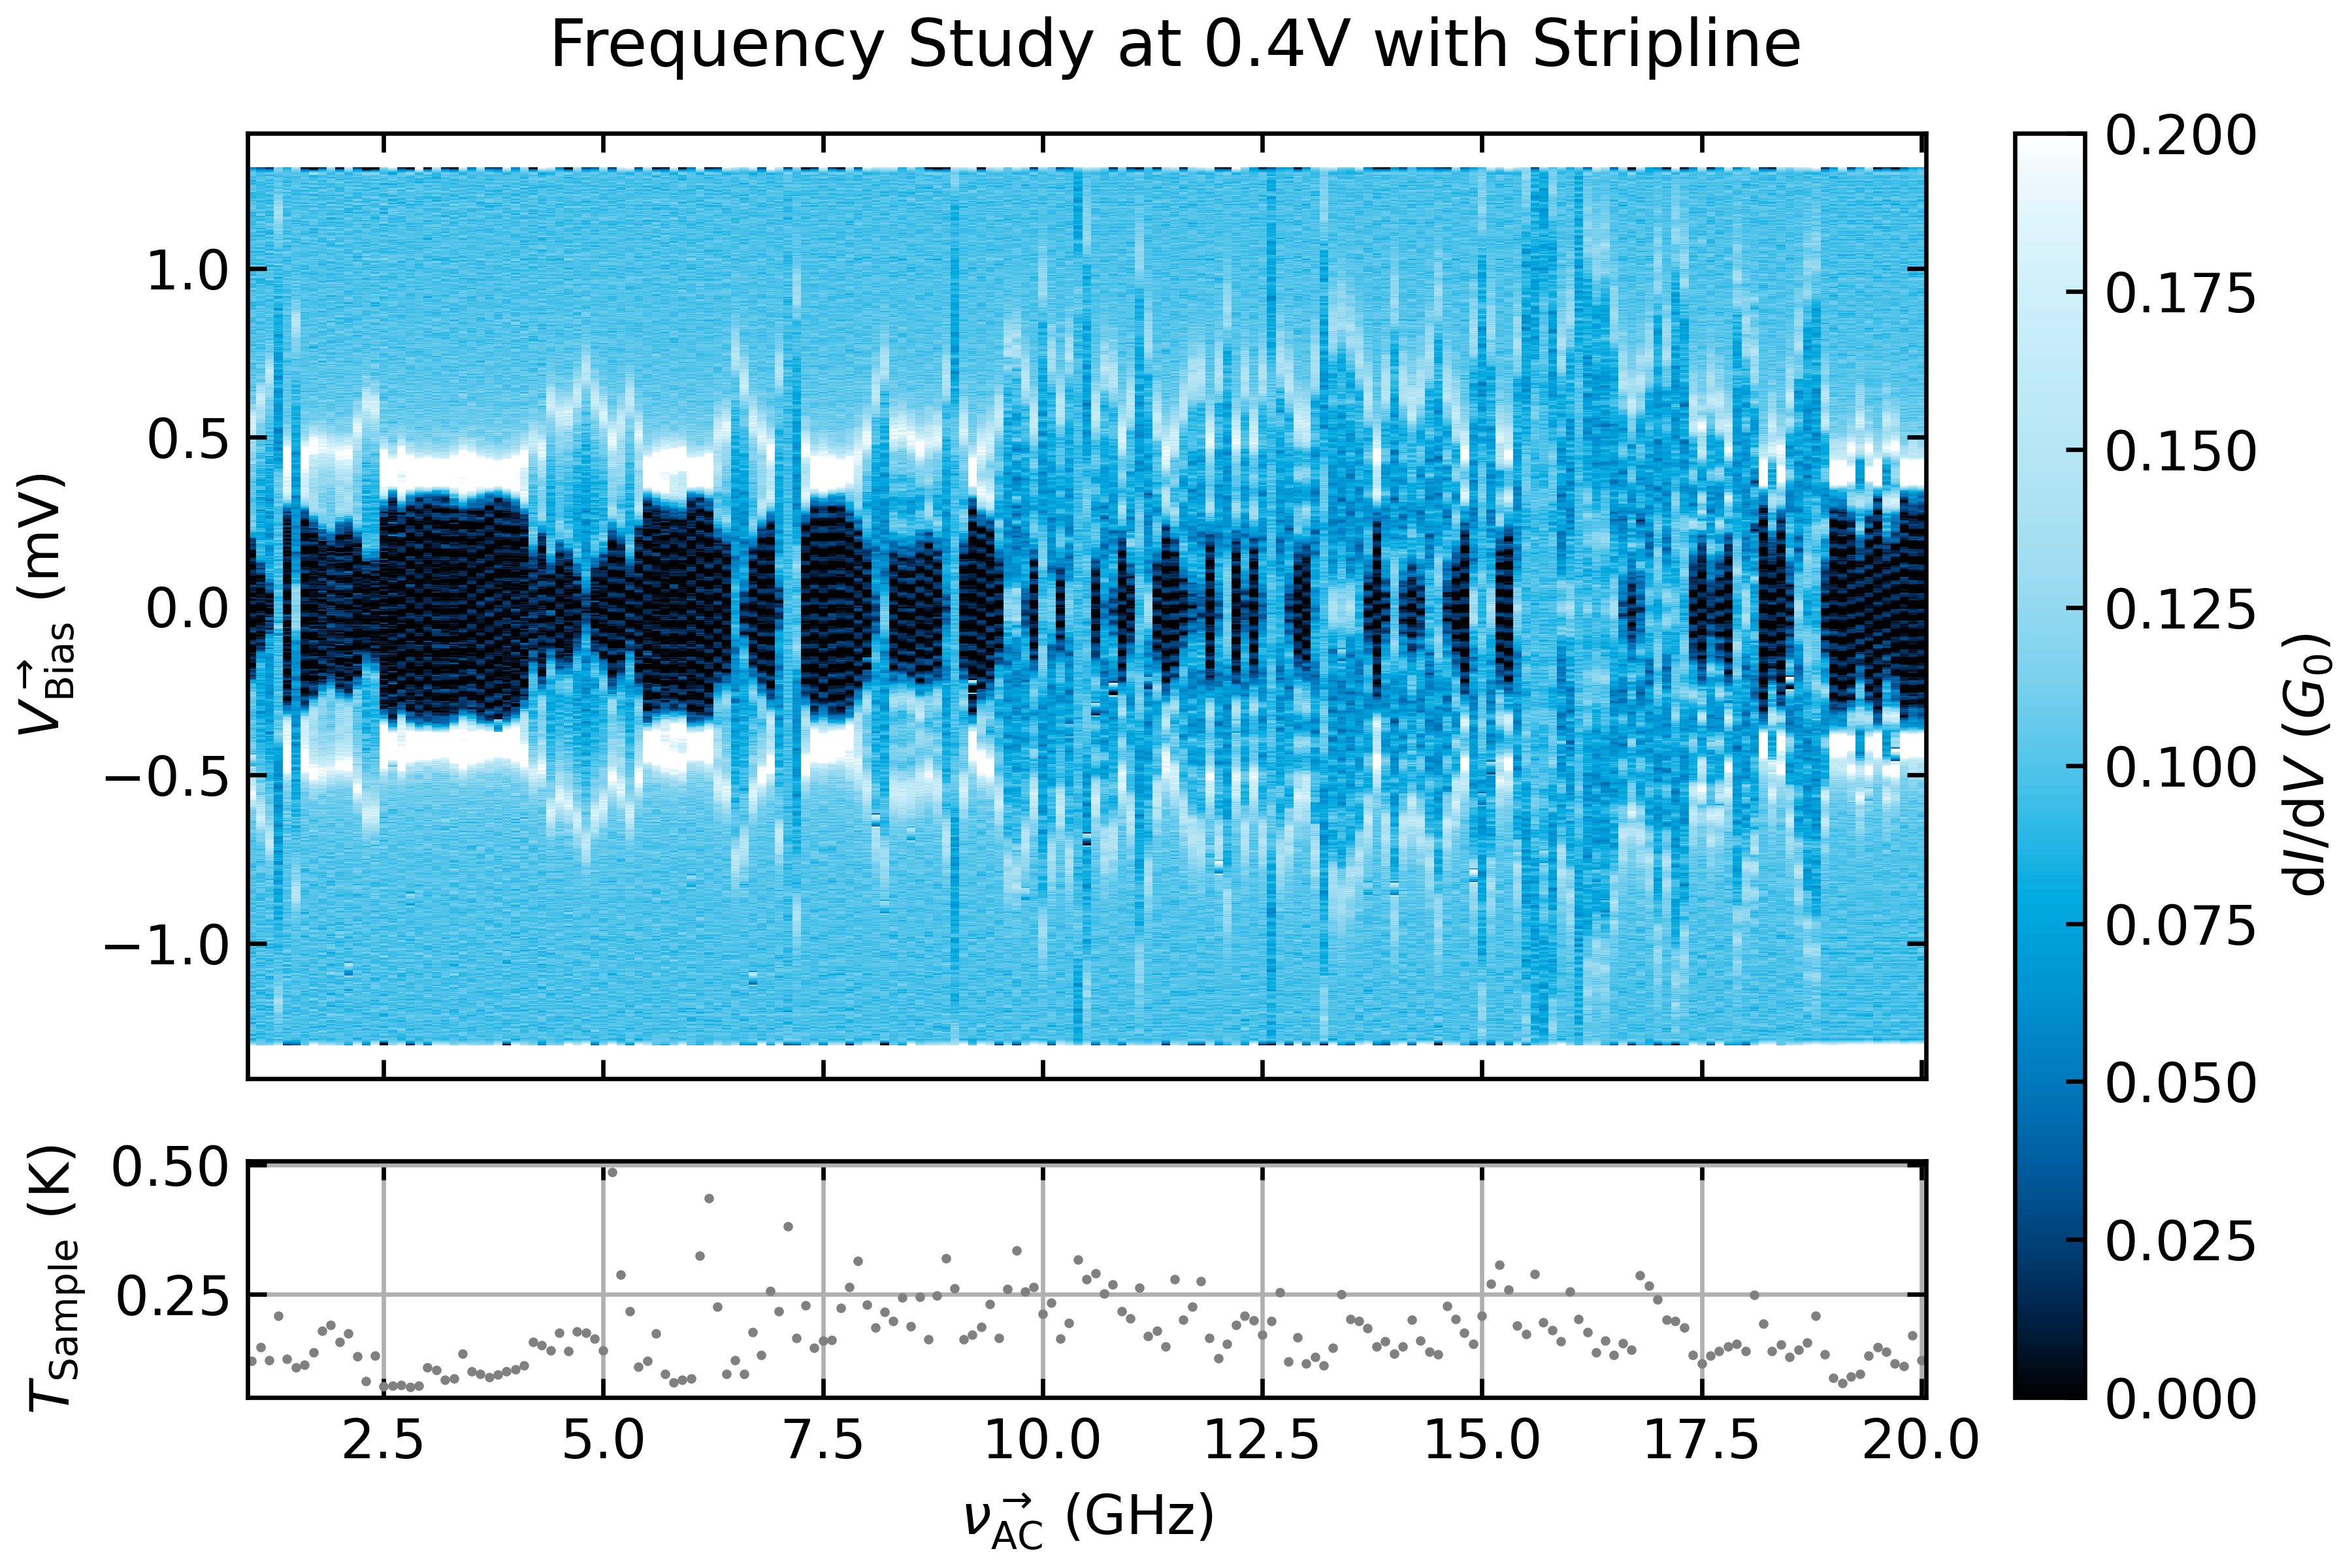 Frequency Study at 0.4V with Stripline
V→Bias (mV)
1.0
0.5
0.0
−0.5
−1.0
0.200
0.175
0.150
0.125
0.100
0.075
0.050
0.025
0.000
dI/dV (G0)
TSample (K)
0.50
0.25
2.5 5.0 7.5 10.0 12.5 15.0 17.5 20.0
ν→AC (GHz)